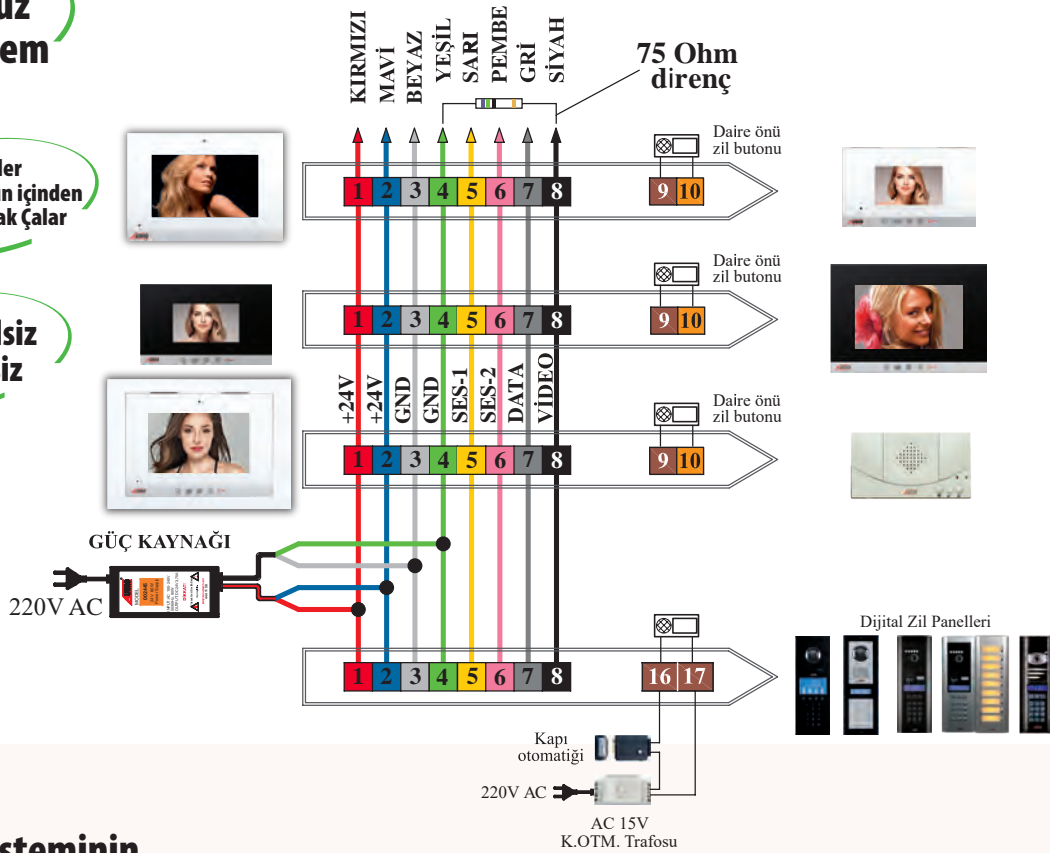 em
KIRMIZI
MAVİ
BEYAZ
YEŞİL
SARI
PEMBE
GRİ
SİYAH
75 Ohm
direnç
ler
ın içinden
ak Çalar
Daire önü
zil butonu
1 2 3 4 5 6 7 8
9 10
Daire önü
zil butonu
1 2 3 4 5 6 7 8
9 10
siz
iz
+24V
+24V
GND
GND
SES-1
SES-2
DATA
VİDEO
Daire önü
zil butonu
1 2 3 4 5 6 7 8
9 10
GÜÇ KAYNAĞI
220V AC
MODEL
Dijital Zil Panelleri
1 2 3 4 5 6 7 8
16 17
Kapı
otomatiği
220V AC
AC 15V
K.OTM. Trafosu
steminin